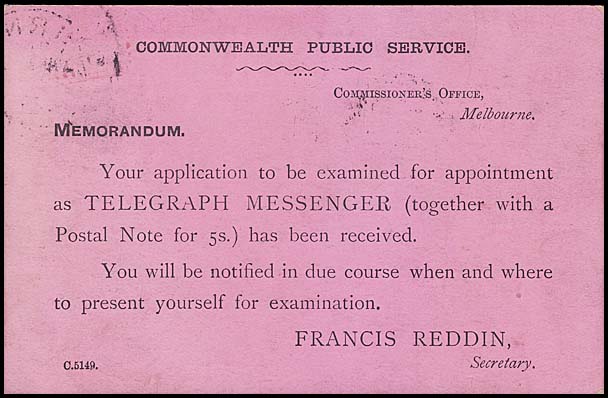 COMMONWEALTH PUBLIC SERVICE.
COMMISSIONER'S OFFICE,
Melbourne.
MEMORANDUM.
Your application to be examined for appointment
as TELEGRAPH MESSENGER (together with a
Postal Note for 5s.) has been received.
You will be notified in due course when and where
to present yourself for examination.
FRANCIS REDDIN,
Secretary.
C.5149.